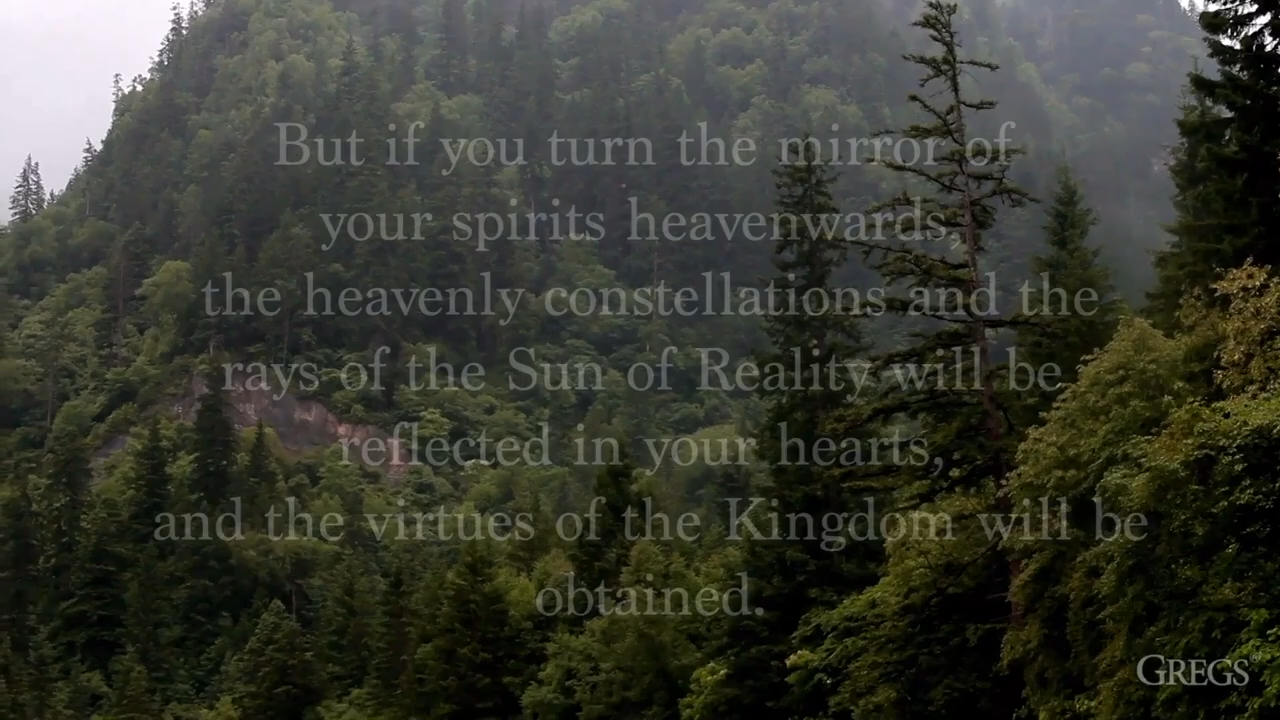 But if you turn the mirror of
your spirits heavenwards,
the heavenly constellations and the
rays of the Sun of Reality will be
reflected in your hearts,
and the virtues of the Kingdom will be
obtained.
GREGS®